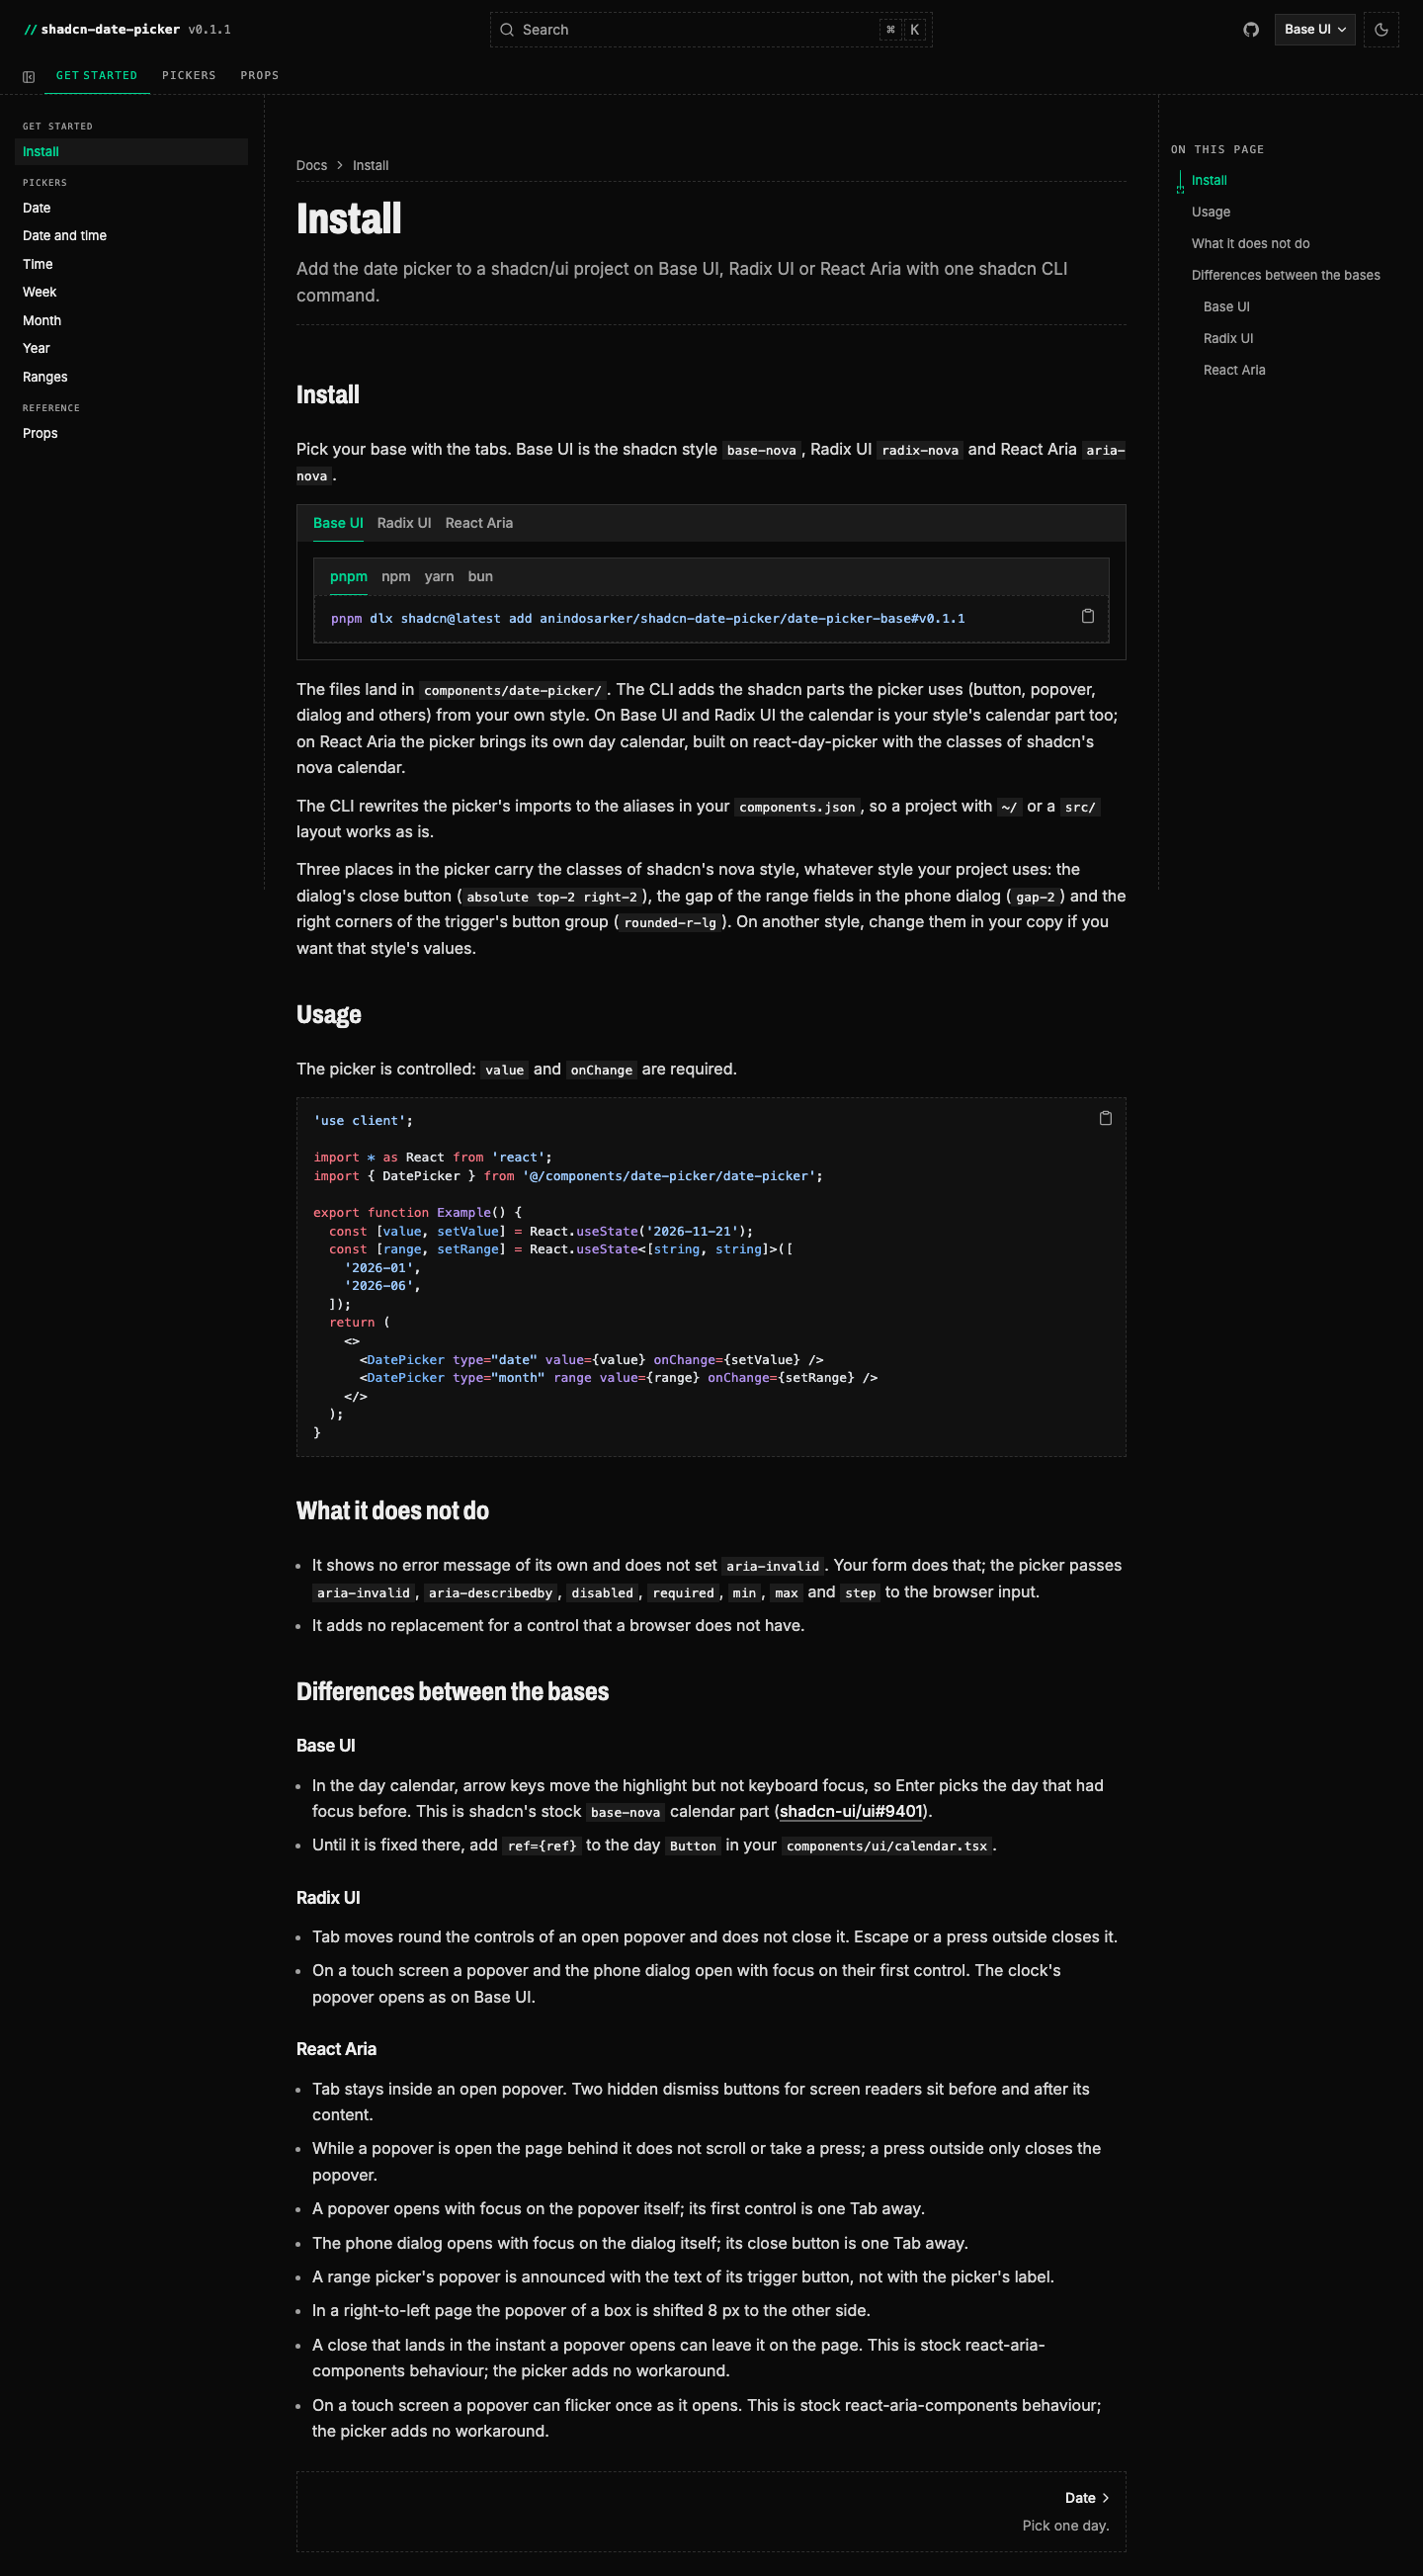 // shadcn-date-picker v0.1.1
Search
⌘ K
Base UI
GET STARTED
PICKERS
PROPS
GET STARTED
Install
PICKERS
Date
Date and time
Time
Week
Month
Year
Ranges
REFERENCE
Props
Docs > Install
Install
Add the date picker to a shadcn/ui project on Base UI, Radix UI or React Aria with one shadcn CLI
command.
Install
Pick your base with the tabs. Base UI is the shadcn style base-nova, Radix UI radix-nova and React Aria aria-
nova.
Base UI Radix UI React Aria
pnpm npm yarn bun
pnpm dlx shadcn@latest add anindosarker/shadcn-date-picker/date-picker-base#v0.1.1
The files land in components/date-picker/. The CLI adds the shadcn parts the picker uses (button, popover,
dialog and others) from your own style. On Base UI and Radix UI the calendar is your style's calendar part too;
on React Aria the picker brings its own day calendar, built on react-day-picker with the classes of shadcn's
nova calendar.
The CLI rewrites the picker's imports to the aliases in your components.json, so a project with ~/ or a src/
layout works as is.
Three places in the picker carry the classes of shadcn's nova style, whatever style your project uses: the
dialog's close button (absolute top-2 right-2), the gap of the range fields in the phone dialog (gap-2) and the
right corners of the trigger's button group (rounded-r-lg). On another style, change them in your copy if you
want that style's values.
Usage
The picker is controlled: value and onChange are required.
'use client';
import * as React from 'react';
import { DatePicker } from '@/components/date-picker/date-picker';
export function Example() {
const [value, setValue] = React.useState('2026-11-21');
const [range, setRange] = React.useState<[string, string]>([
'2026-01',
'2026-06',
]);
return (
<>
<DatePicker type="date" value={value} onChange={setValue} />
<DatePicker type="month" range value={range} onChange={setRange} />
</>
);
}
What it does not do
• It shows no error message of its own and does not set aria-invalid. Your form does that; the picker passes
aria-invalid, aria-describedby, disabled, required, min, max and step to the browser input.
• It adds no replacement for a control that a browser does not have.
Differences between the bases
Base UI
• In the day calendar, arrow keys move the highlight but not keyboard focus, so Enter picks the day that had
focus before. This is shadcn's stock base-nova calendar part (shadcn-ui/ui#9401).
• Until it is fixed there, add ref={ref} to the day Button in your components/ui/calendar.tsx.
Radix UI
• Tab moves round the controls of an open popover and does not close it. Escape or a press outside closes it.
• On a touch screen a popover and the phone dialog open with focus on their first control. The clock's
popover opens as on Base UI.
React Aria
• Tab stays inside an open popover. Two hidden dismiss buttons for screen readers sit before and after its
content.
• While a popover is open the page behind it does not scroll or take a press; a press outside only closes the
popover.
• A popover opens with focus on the popover itself; its first control is one Tab away.
• The phone dialog opens with focus on the dialog itself; its close button is one Tab away.
• A range picker's popover is announced with the text of its trigger button, not with the picker's label.
• In a right-to-left page the popover of a box is shifted 8 px to the other side.
• A close that lands in the instant a popover opens can leave it on the page. This is stock react-aria-
components behaviour; the picker adds no workaround.
• On a touch screen a popover can flicker once as it opens. This is stock react-aria-components behaviour;
the picker adds no workaround.
Date >
Pick one day.
ON THIS PAGE
Install
Usage
What it does not do
Differences between the bases
Base UI
Radix UI
React Aria